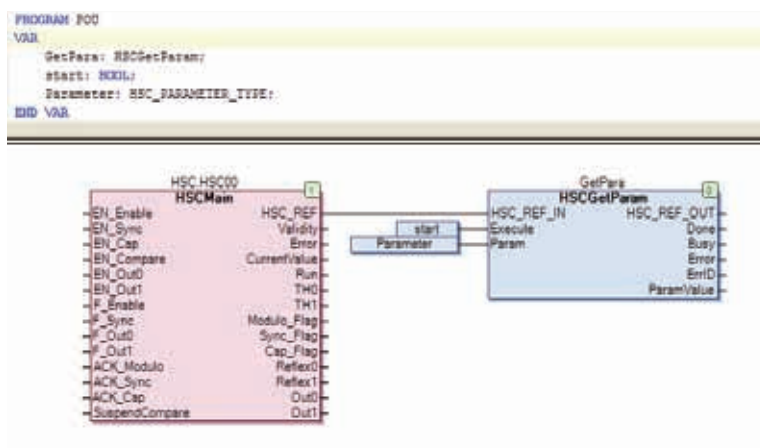 PROGRAM POU
VAR
GetPara: HSCGetParam;
start: BOOL;
Parameter: HSC_PARAMETER_TYPE;
END_VAR
HSC.HSC00
HSCMain
1
EN_Enable HSC_REF
EN_Sync Validity
EN_Cap Error
EN_Compare CurrentValue
EN_Out0 Run
EN_Out1 TH0
F_Enable TH1
F_Sync Modulo_Flag
F_Out0 Sync_Flag
F_Out1 Cap_Flag
ACK_Modulo Reflex0
ACK_Sync Reflex1
ACK_Cap Out0
SuspendCompare Out1
start
Parameter
GetPara
HSCGetParam
HSC_REF_IN HSC_REF_OUT
Execute Done
Param Busy
Error
ErrID
ParamValue